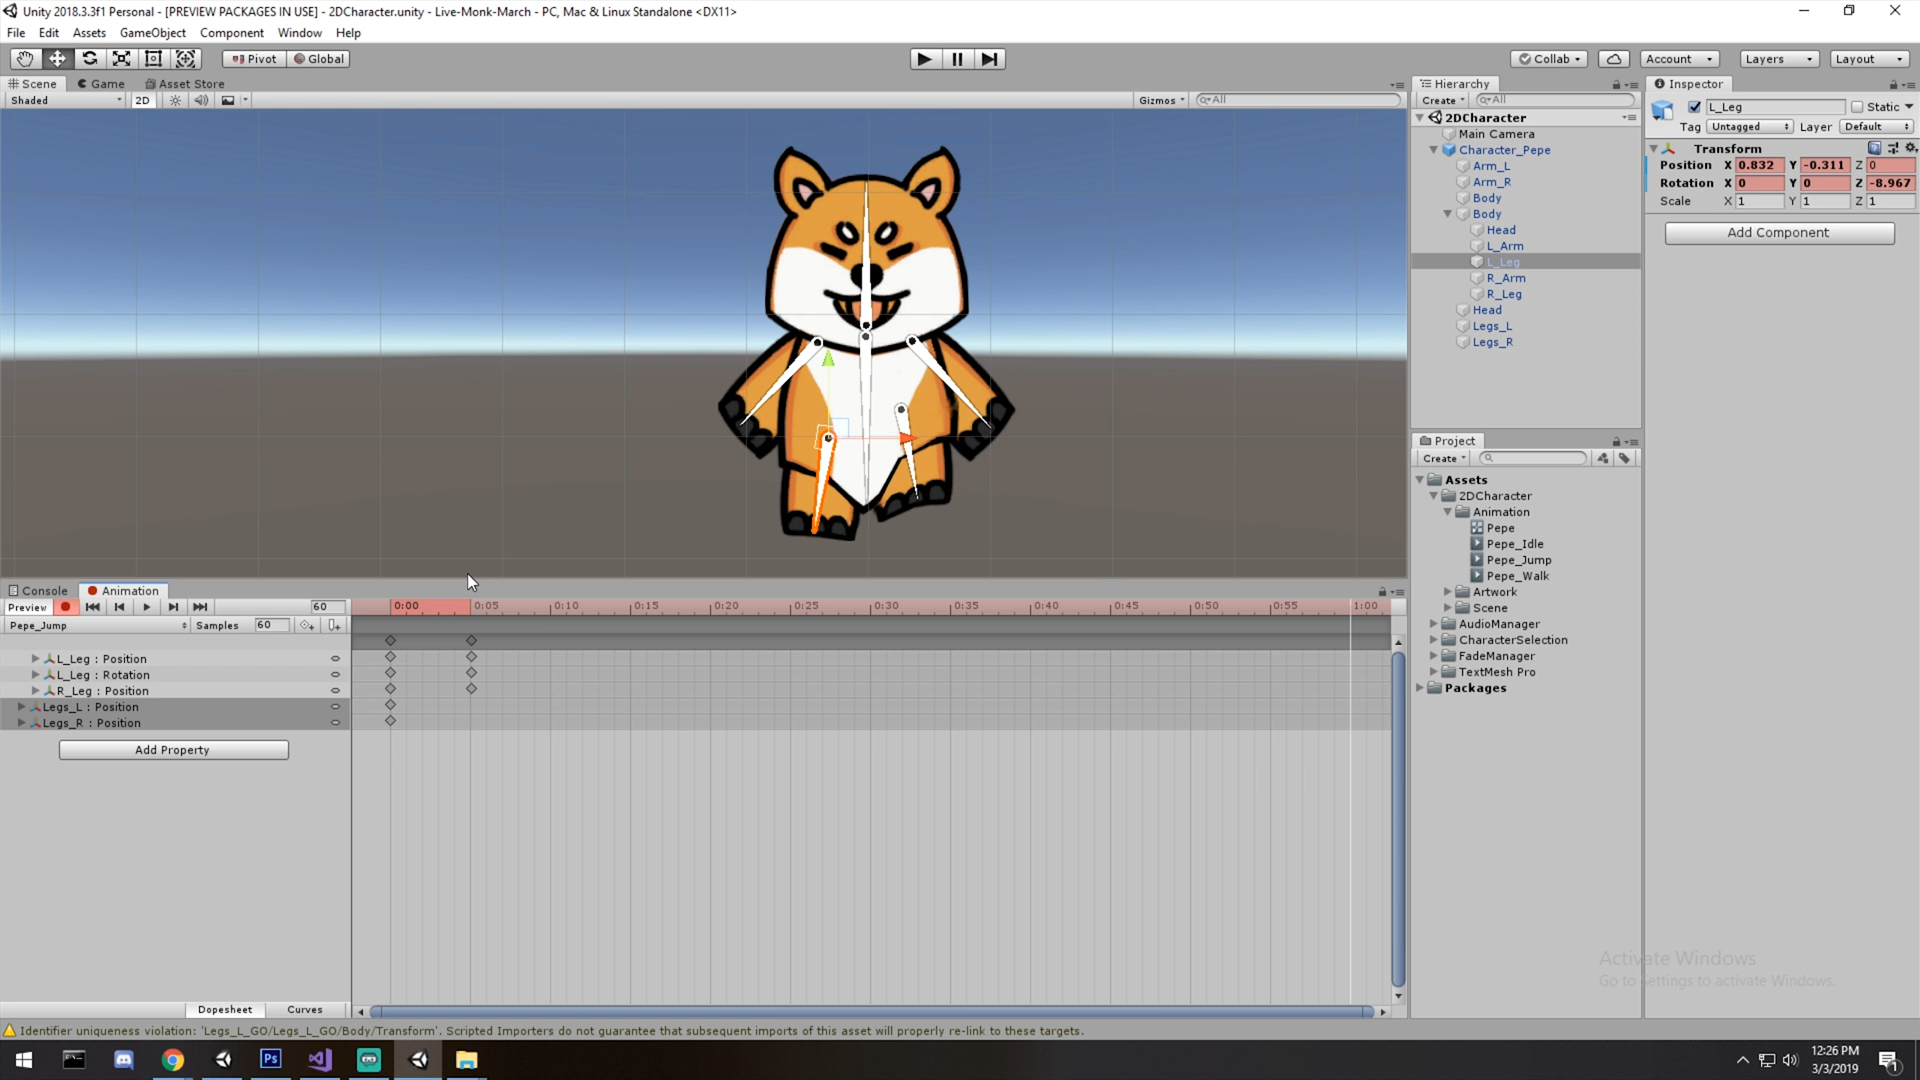 Unity 2018.3.3f1 Personal - [PREVIEW PACKAGES IN USE] - 2DCharacter.unity - Live-Monk-March - PC, Mac & Linux Standalone <DX11>
File Edit Assets GameObject Component Window Help
Pivot Global Collab Account Layers Layout
Scene Game Asset Store
Shaded 2D Gizmos All
Hierarchy
Create All
2DCharacter
Main Camera
Character_Pepe
Arm_L
Arm_R
Body
Body
Head
L_Arm
L_Leg
R_Arm
R_Leg
Head
Legs_L
Legs_R
Inspector
L_Leg Static
Tag Untagged Layer Default
Transform
Position X 0.832 Y -0.311 Z 0
Rotation X 0 Y 0 Z -8.967
Scale X 1 Y 1 Z 1
Add Component
Project
Create
Assets
2DCharacter
Animation
Pepe
Pepe_Idle
Pepe_Jump
Pepe_Walk
Artwork
Scene
AudioManager
CharacterSelection
FadeManager
TextMesh Pro
Packages
Console Animation
Preview 60 0:00 0:05 0:10 0:15 0:20 0:25 0:30 0:35 0:40 0:45 0:50 0:55 1:00
Pepe_Jump Samples 60
L_Leg : Position
L_Leg : Rotation
R_Leg : Position
Legs_L : Position
Legs_R : Position
Add Property
Dopesheet Curves
Activate Windows
Go to Settings to activate Windows.
Identifier uniqueness violation: 'Legs_L_GO/Legs_L_GO/Body/Transform'. Scripted Importers do not guarantee that subsequent imports of this asset will properly re-link to these targets.
Ps
12:26 PM
3/3/2019
1